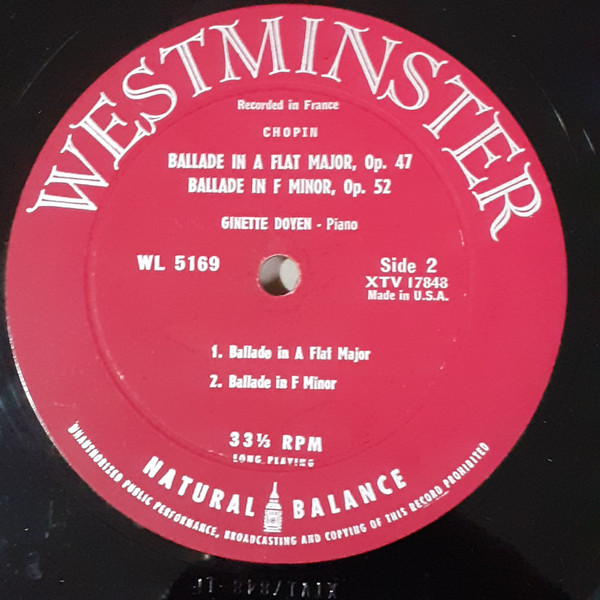 WESTMINSTER
Recorded in France
CHOPIN
BALLADE IN A FLAT MAJOR, Op. 47
BALLADE IN F MINOR, Op. 52
GINETTE DOYEN - Piano
WL 5169
Side 2
XTV 17848
Made in U.S.A.
1. Ballade in A Flat Major
2. Ballade in F Minor
33⅓ RPM
LONG PLAYING
NATURAL BALANCE
UNAUTHORISED PUBLIC PERFORMANCE, BROADCASTING AND COPYING OF THIS RECORD PROHIBITED